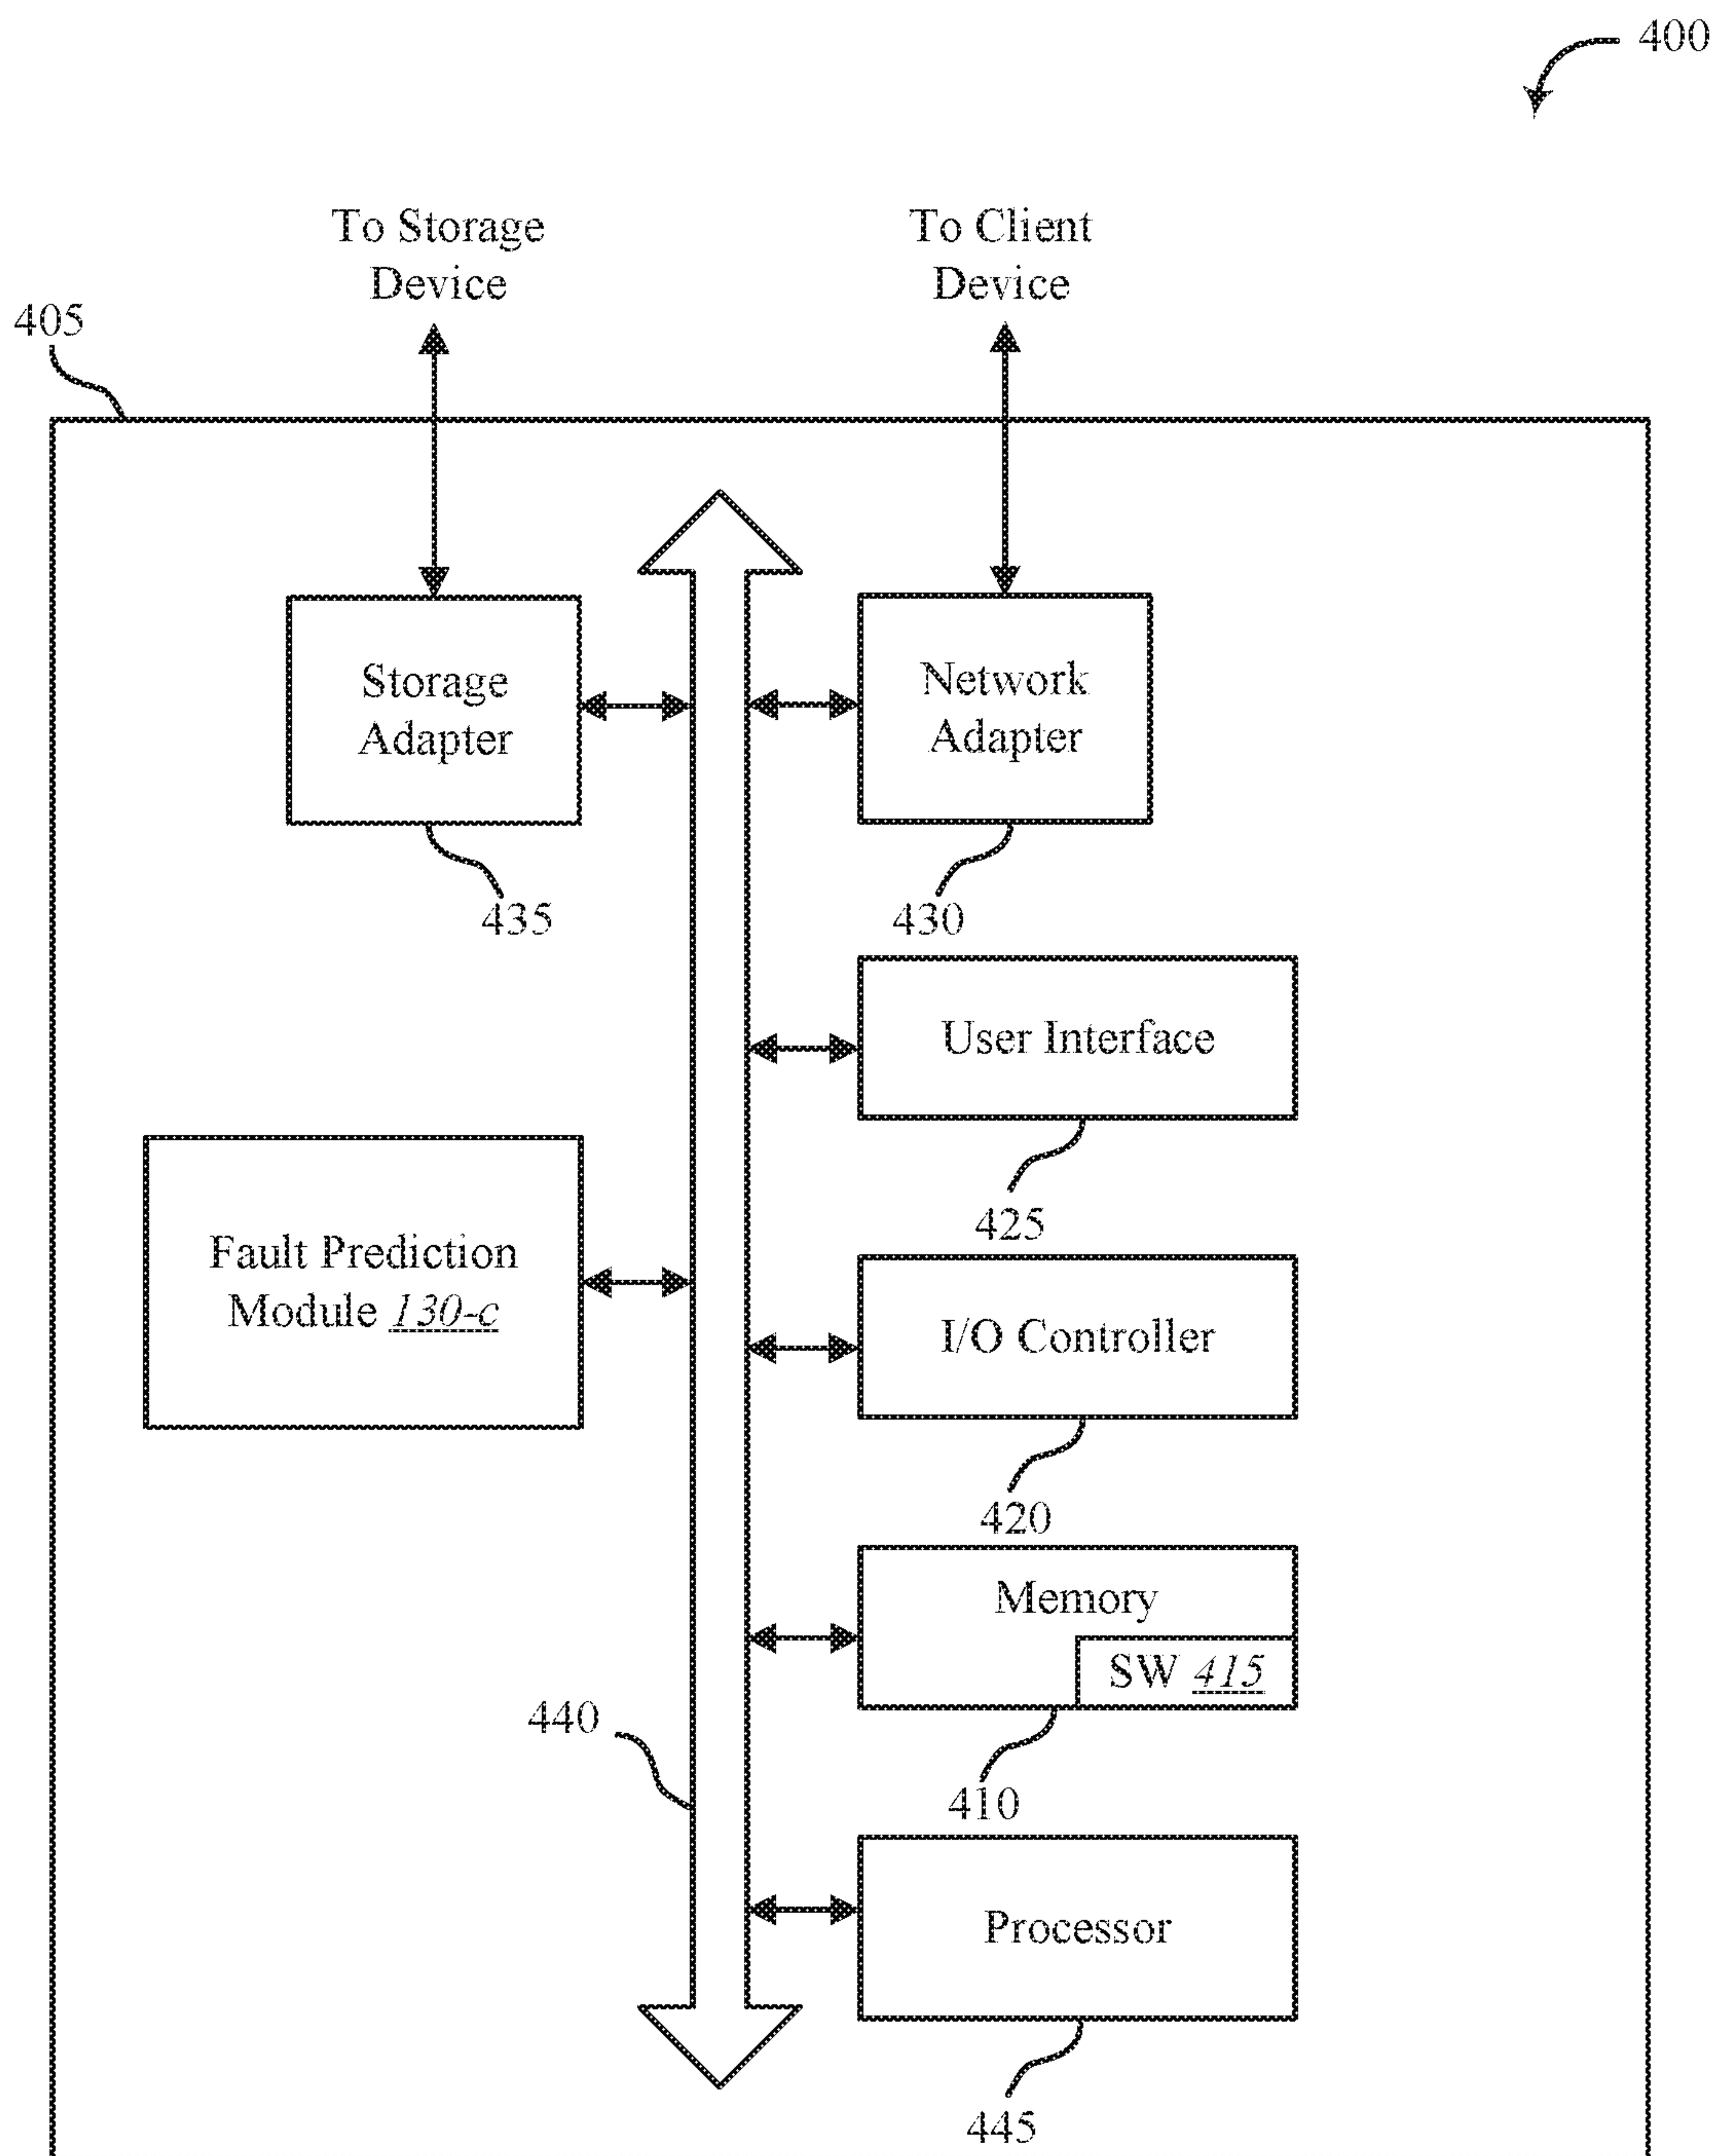 400
To Storage
Device
To Client
Device
405
Storage
Adapter
Network
Adapter
435
430
User Interface
425
Fault Prediction
Module 130-c
I/O Controller
420
Memory
SW 415
440
410
Processor
445